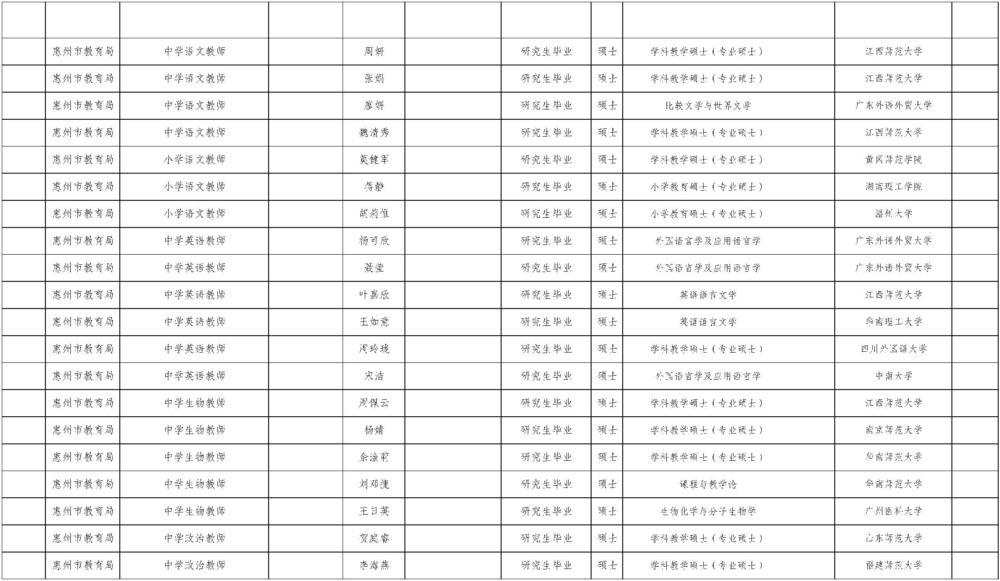 惠州市教育局 中学语文教师 周妍 研究生毕业 硕士 学科教学硕士（专业硕士） 江西师范大学
惠州市教育局 中学语文教师 张娟 研究生毕业 硕士 学科教学硕士（专业硕士） 江西师范大学
惠州市教育局 中学语文教师 廖妍 研究生毕业 硕士 比较文学与世界文学 广东外语外贸大学
惠州市教育局 中学语文教师 魏清秀 研究生毕业 硕士 学科教学硕士（专业硕士） 江西师范大学
惠州市教育局 小学语文教师 莫健军 研究生毕业 硕士 学科教学硕士（专业硕士） 黄冈师范学院
惠州市教育局 小学语文教师 蒋静 研究生毕业 硕士 小学教育硕士（专业硕士） 湖南理工学院
惠州市教育局 小学语文教师 胡莉惟 研究生毕业 硕士 小学教育硕士（专业硕士） 温州大学
惠州市教育局 中学英语教师 杨可欣 研究生毕业 硕士 外国语言学及应用语言学 广东外语外贸大学
惠州市教育局 中学英语教师 聂莹 研究生毕业 硕士 外国语言学及应用语言学 广东外语外贸大学
惠州市教育局 中学英语教师 叶嘉欣 研究生毕业 硕士 英语语言文学 江西师范大学
惠州市教育局 中学英语教师 王如意 研究生毕业 硕士 英语语言文学 华南理工大学
惠州市教育局 中学英语教师 周玲珑 研究生毕业 硕士 学科教学硕士（专业硕士） 四川外国语大学
惠州市教育局 中学英语教师 宋洁 研究生毕业 硕士 外国语言学及应用语言学 中南大学
惠州市教育局 中学生物教师 周佩云 研究生毕业 硕士 学科教学硕士（专业硕士） 江西师范大学
惠州市教育局 中学生物教师 杨婧 研究生毕业 硕士 学科教学硕士（专业硕士） 南京师范大学
惠州市教育局 中学生物教师 余淦莉 研究生毕业 硕士 学科教学硕士（专业硕士） 华南师范大学
惠州市教育局 中学生物教师 刘邓捷 研究生毕业 硕士 课程与教学论 华南师范大学
惠州市教育局 中学生物教师 王日英 研究生毕业 硕士 生物化学与分子生物学 广州医科大学
惠州市教育局 中学政治教师 贺庭睿 研究生毕业 硕士 学科教学硕士（专业硕士） 山东师范大学
惠州市教育局 中学政治教师 李海燕 研究生毕业 硕士 学科教学硕士（专业硕士） 福建师范大学